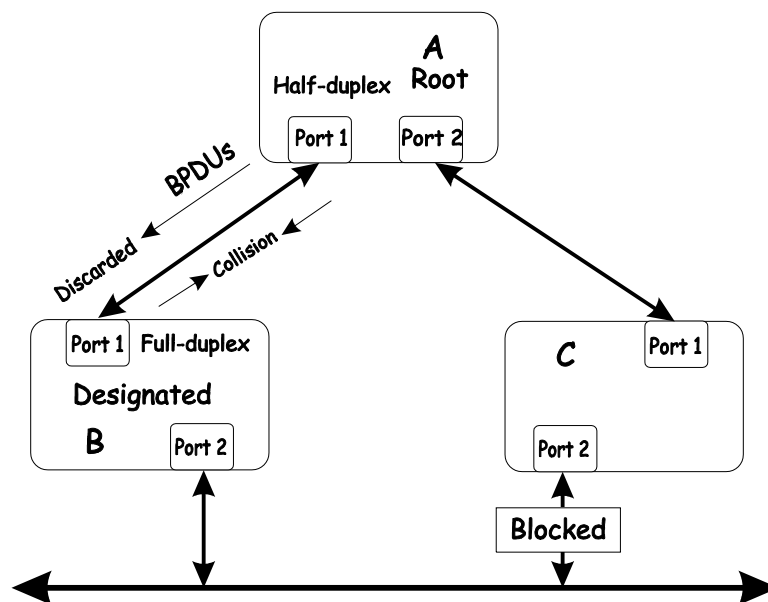 A
Root
Half-duplex
Port 1
Port 2
BPDUs
Discarded
Collision
Port 1
Full-duplex
Designated
B
Port 2
C
Port 1
Port 2
Blocked